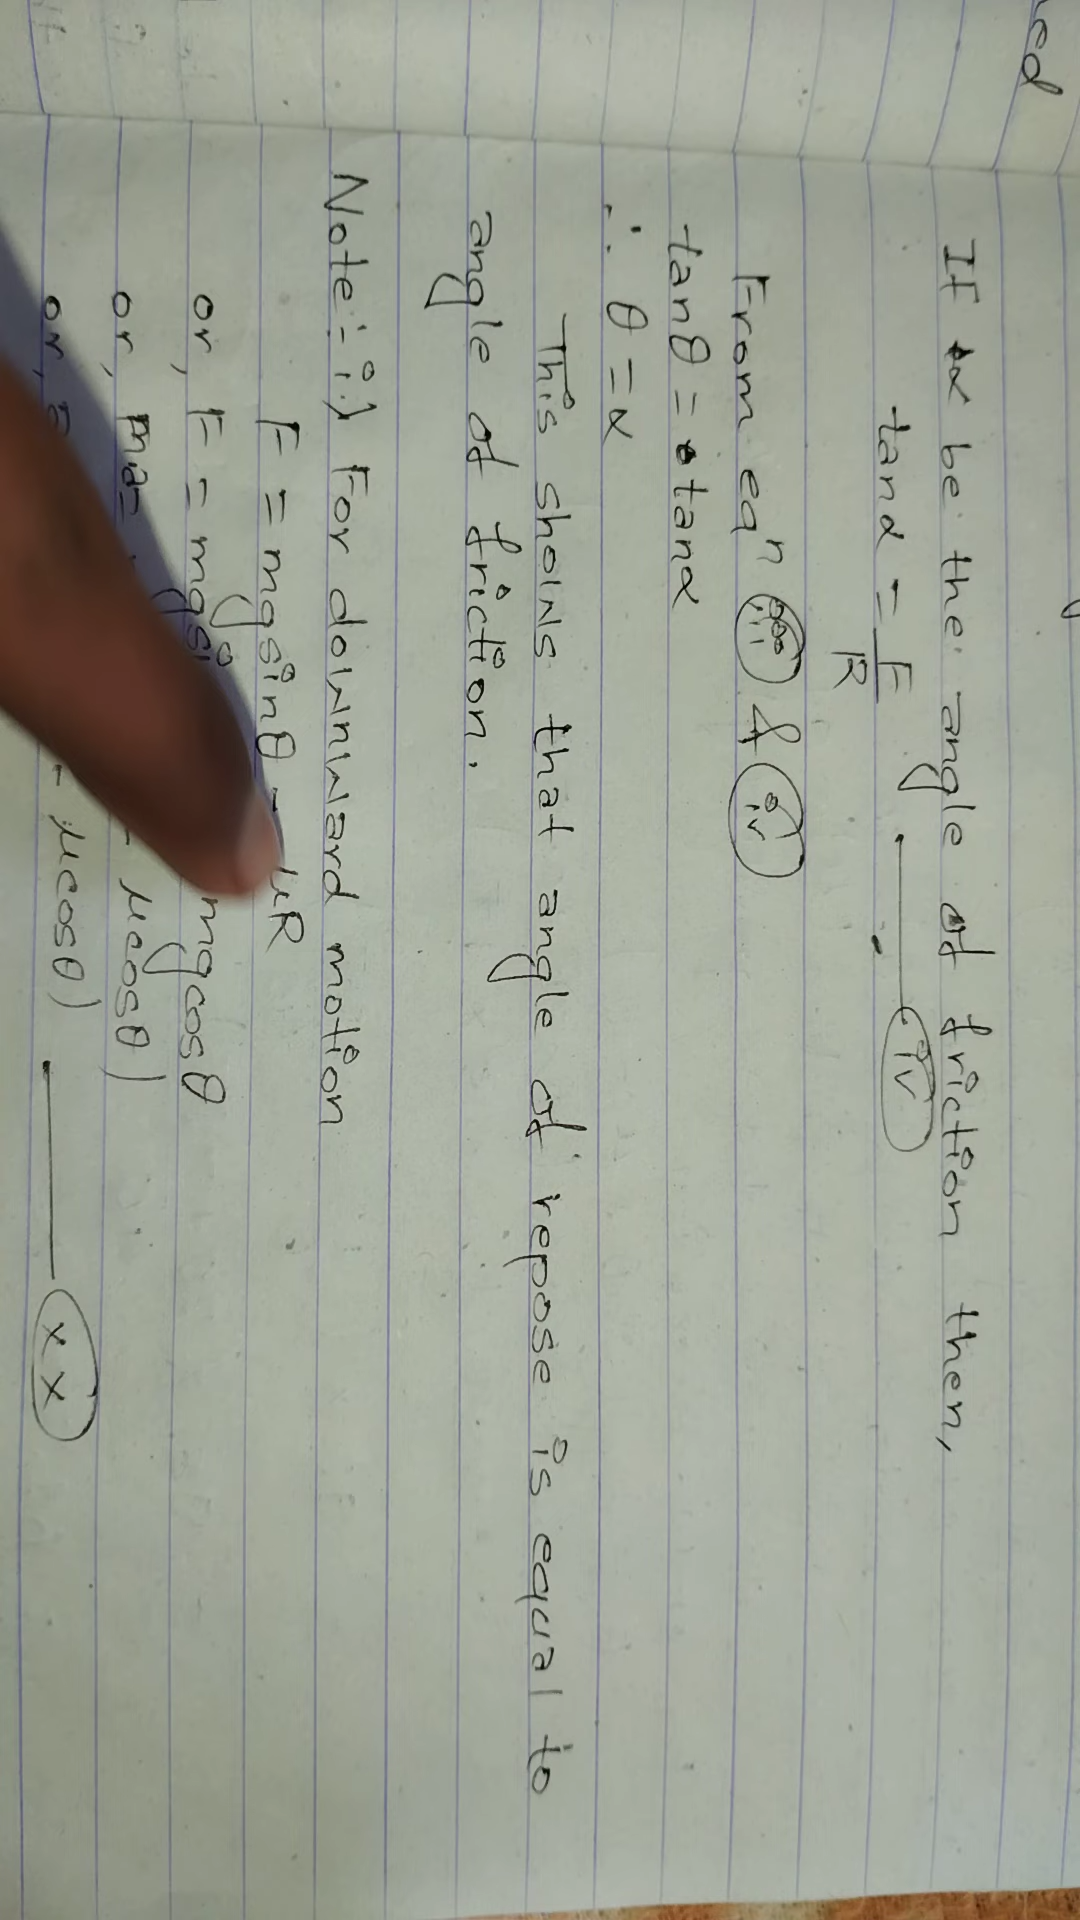 If α be the angle of friction then,
tanα = F/R (iv)
From eqⁿ (iii) & (iv)
tanθ = tanα
∴ θ = α
This shows that angle of repose is equal to
angle of friction.
Note: i.) For downward motion
F = mgsinθ - μR
or, F = mgsi mgcosθ
or, ma= - μcosθ)
or, - μcosθ) (xx)